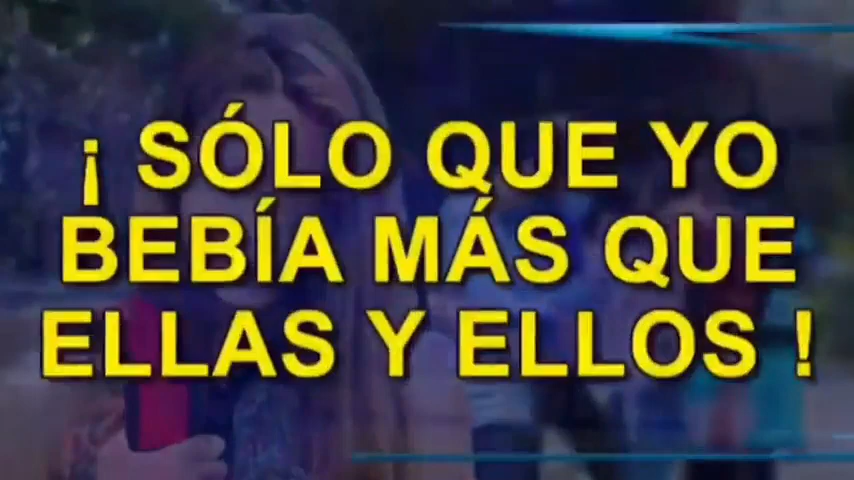 ¡ SÓLO QUE YO
BEBÍA MÁS QUE
ELLAS Y ELLOS !